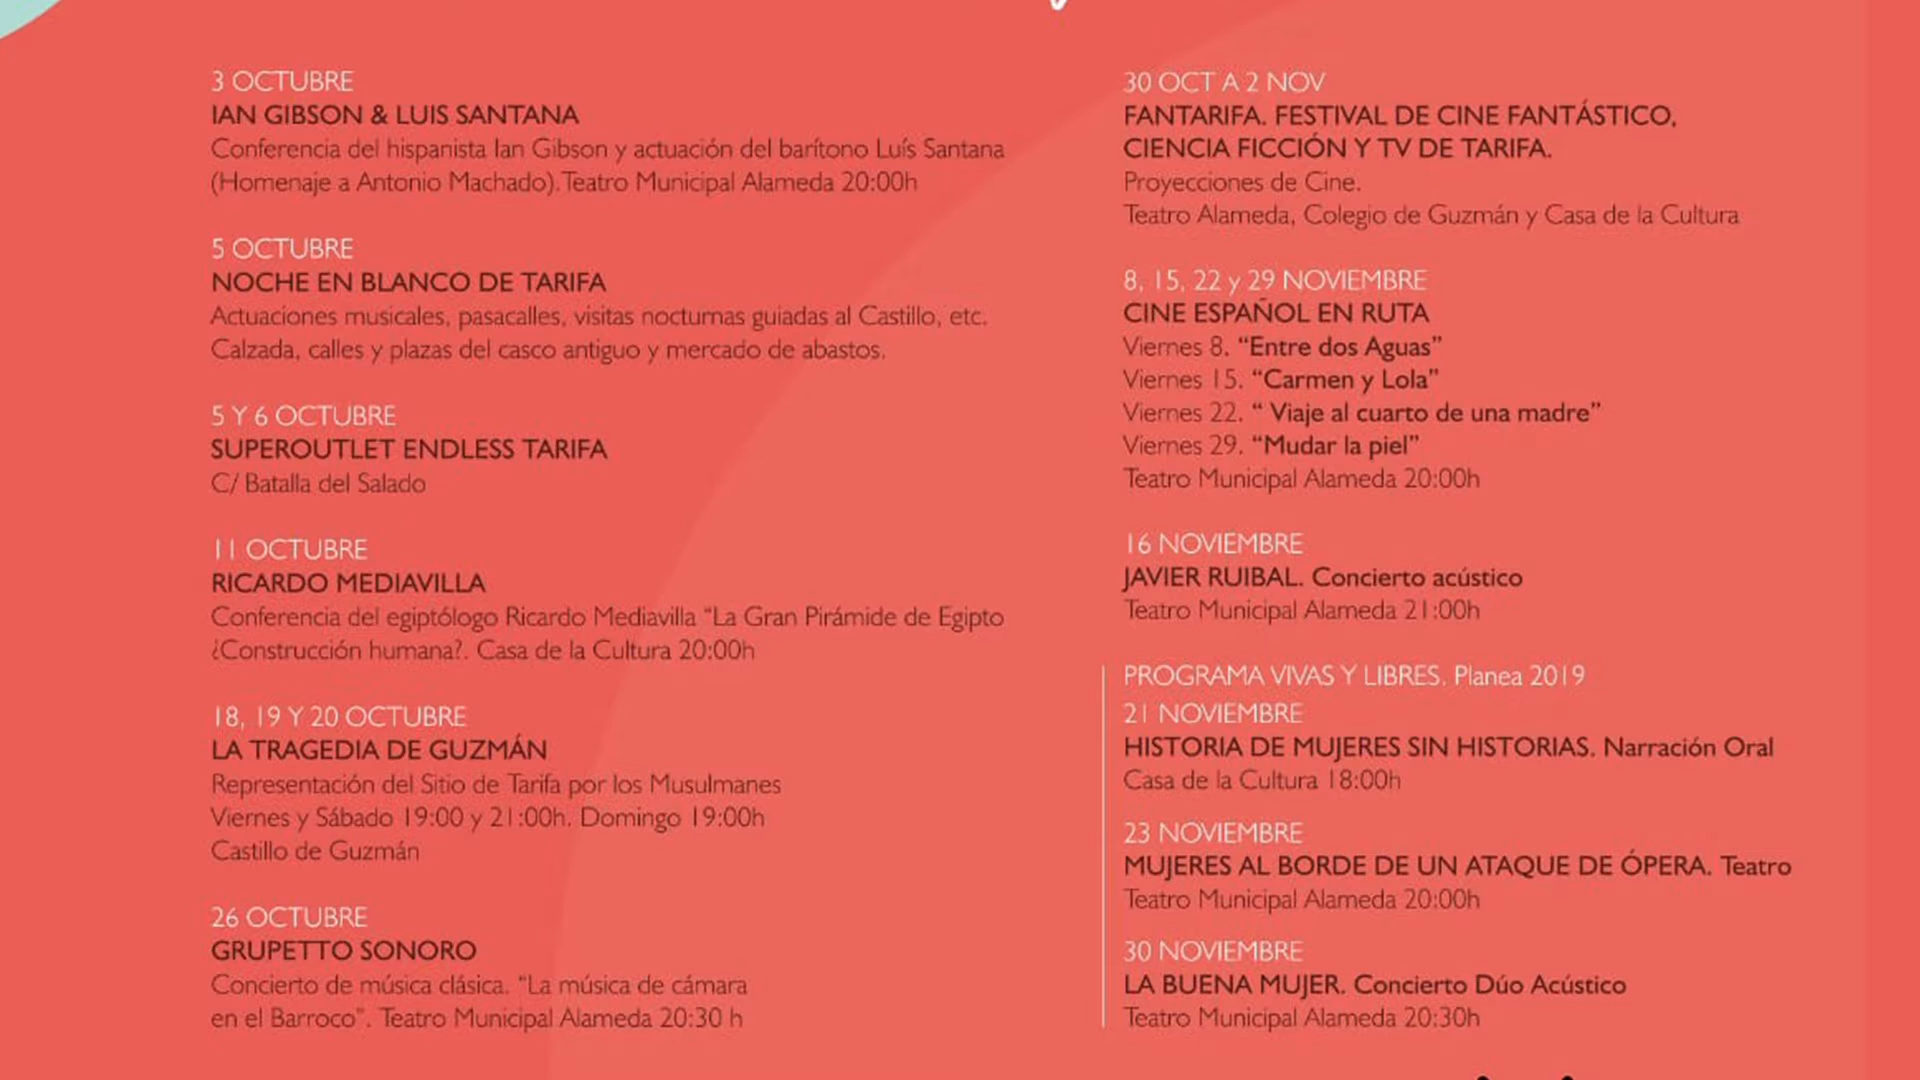 3 OCTUBRE
IAN GIBSON & LUIS SANTANA
Conferencia del hispanista Ian Gibson y actuación del barítono Luís Santana
(Homenaje a Antonio Machado). Teatro Municipal Alameda 20:00h
5 OCTUBRE
NOCHE EN BLANCO DE TARIFA
Actuaciones musicales, pasacalles, visitas nocturnas guiadas al Castillo, etc.
Calzada, calles y plazas del casco antiguo y mercado de abastos.
5 Y 6 OCTUBRE
SUPEROUTLET ENDLESS TARIFA
C/ Batalla del Salado
11 OCTUBRE
RICARDO MEDIAVILLA
Conferencia del egiptólogo Ricardo Mediavilla “La Gran Pirámide de Egipto
¿Construcción humana?. Casa de la Cultura 20:00h
18, 19 Y 20 OCTUBRE
LA TRAGEDIA DE GUZMÁN
Representación del Sitio de Tarifa por los Musulmanes
Viernes y Sábado 19:00 y 21:00h. Domingo 19:00h
Castillo de Guzmán
26 OCTUBRE
GRUPETTO SONORO
Concierto de música clásica. “La música de cámara
en el Barroco”. Teatro Municipal Alameda 20:30 h
30 OCT A 2 NOV
FANTARIFA. FESTIVAL DE CINE FANTÁSTICO,
CIENCIA FICCIÓN Y TV DE TARIFA.
Proyecciones de Cine.
Teatro Alameda, Colegio de Guzmán y Casa de la Cultura
8, 15, 22 y 29 NOVIEMBRE
CINE ESPAÑOL EN RUTA
Viernes 8. “Entre dos Aguas”
Viernes 15. “Carmen y Lola”
Viernes 22. “ Viaje al cuarto de una madre”
Viernes 29. “Mudar la piel”
Teatro Municipal Alameda 20:00h
16 NOVIEMBRE
JAVIER RUIBAL. Concierto acústico
Teatro Municipal Alameda 21:00h
PROGRAMA VIVAS Y LIBRES. Planea 2019
21 NOVIEMBRE
HISTORIA DE MUJERES SIN HISTORIAS. Narración Oral
Casa de la Cultura 18:00h
23 NOVIEMBRE
MUJERES AL BORDE DE UN ATAQUE DE ÓPERA. Teatro
Teatro Municipal Alameda 20:00h
30 NOVIEMBRE
LA BUENA MUJER. Concierto Dúo Acústico
Teatro Municipal Alameda 20:30h